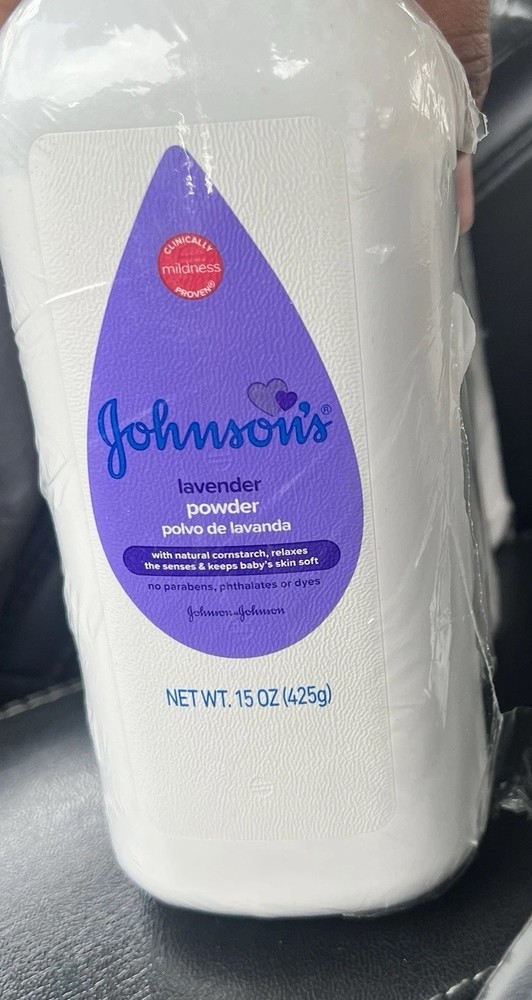 CLINICALLY
mildness
PROVEN®
Johnson's®
lavender
powder
polvo de lavanda
with natural cornstarch, relaxes
the senses & keeps baby's skin soft
no parabens, phthalates or dyes
Johnson & Johnson
NET WT. 15 OZ (425g)